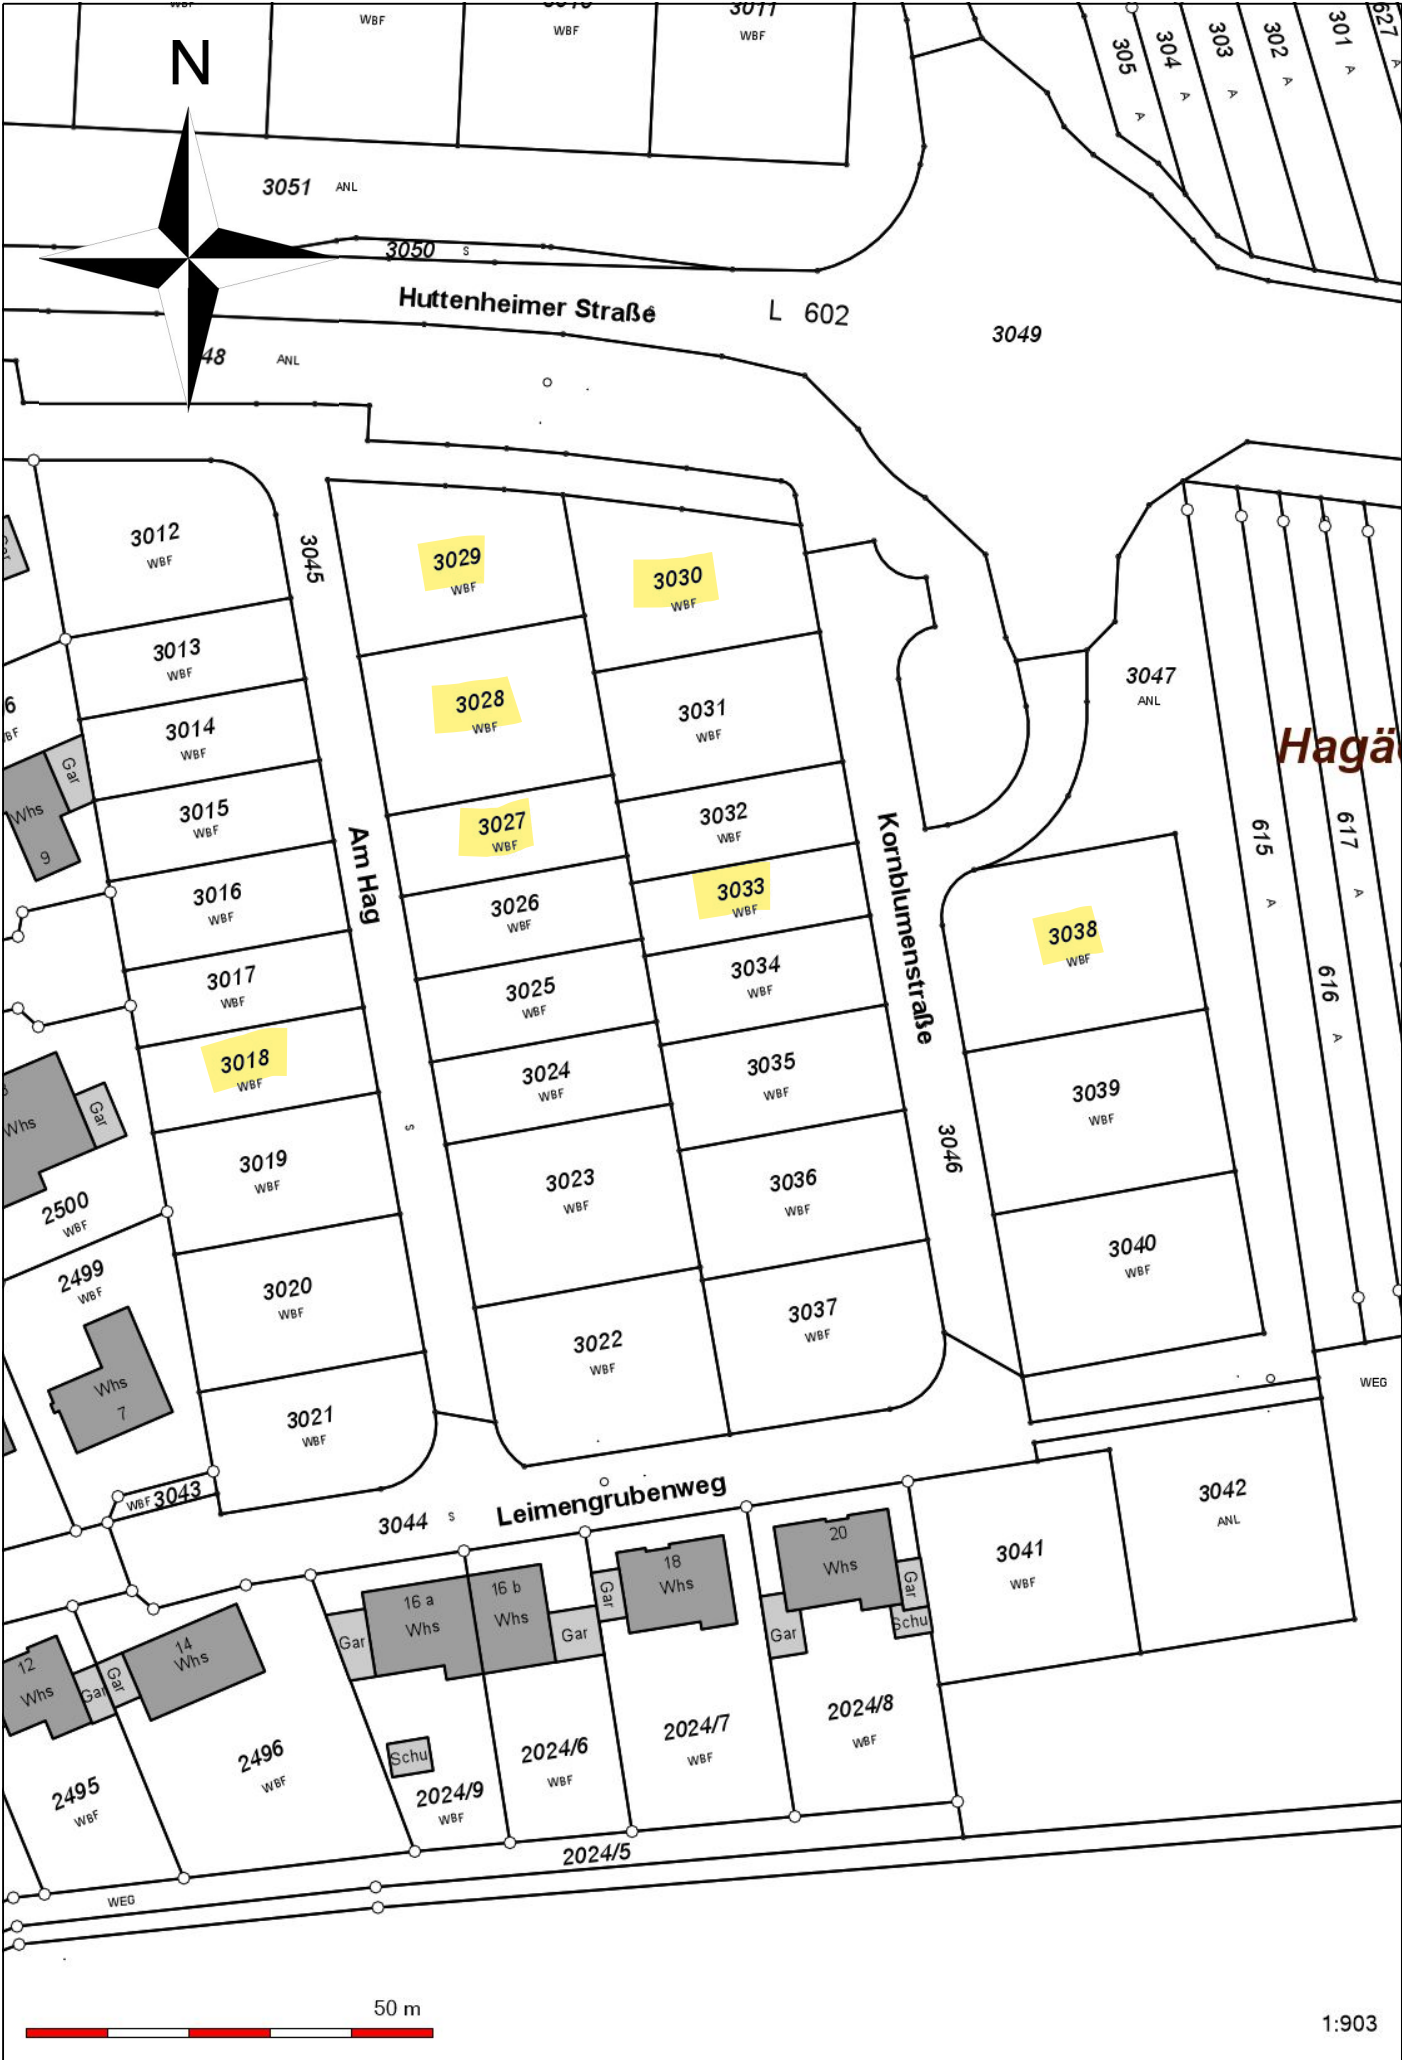 WBF
WBF
WBF
3011
WBF
305
A
304
A
303
A
302
A
301
A
627
A
N
3051 ANL
3050 S
Huttenheimer Straße
L 602
3049
48 ANL
3012
WBF
3045
3029
WBF
3030
WBF
3013
WBF
3028
WBF
3031
WBF
3047
ANL
6
3014
WBF
Hagä
Gar
Whs
9
3015
WBF
Am Hag
3027
WBF
3032
WBF
Kornblumenstraße
615
A
617
A
616
A
3016
WBF
3026
WBF
3033
WBF
3038
WBF
3017
WBF
3025
WBF
3034
WBF
3018
WBF
3024
WBF
3035
WBF
3039
WBF
Whs
Gar
S
3046
3019
WBF
3023
WBF
3036
WBF
2500
WBF
2499
WBF
3040
WBF
3020
WBF
3022
WBF
3037
WBF
Whs
7
3021
WBF
WEG
WBF 3043
3044 S
Leimengrubenweg
3042
ANL
3041
WBF
20
Whs
Gar
Schu
Gar
18
Whs
Gar
16 a
Whs
16 b
Whs
Gar
Gar
14
Whs
12
Whs
Gar
Gar
2024/8
WBF
2024/7
WBF
2024/6
WBF
2496
WBF
Schu
2024/9
WBF
2495
WBF
2024/5
WEG
50 m
1:903